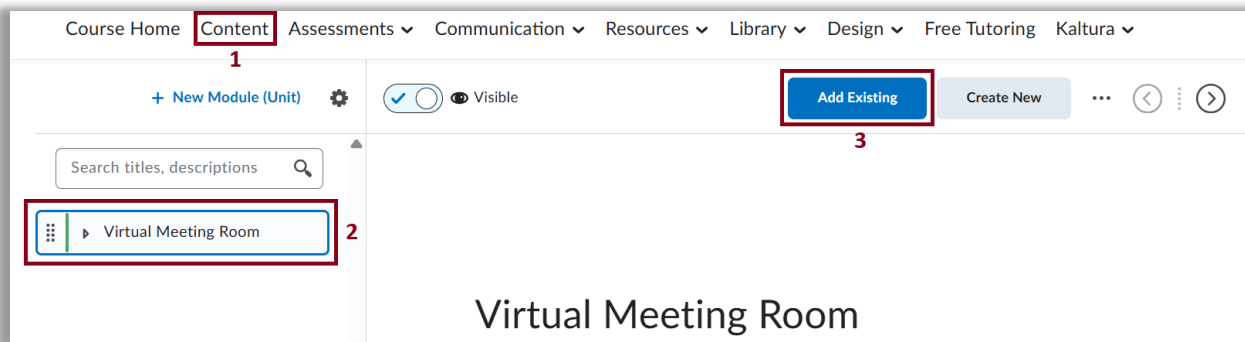 Course Home Content Assessments Communication Resources Library Design Free Tutoring Kaltura
1
+ New Module (Unit)
Visible
Add Existing
Create New
...
3
Search titles, descriptions
Virtual Meeting Room
2
Virtual Meeting Room